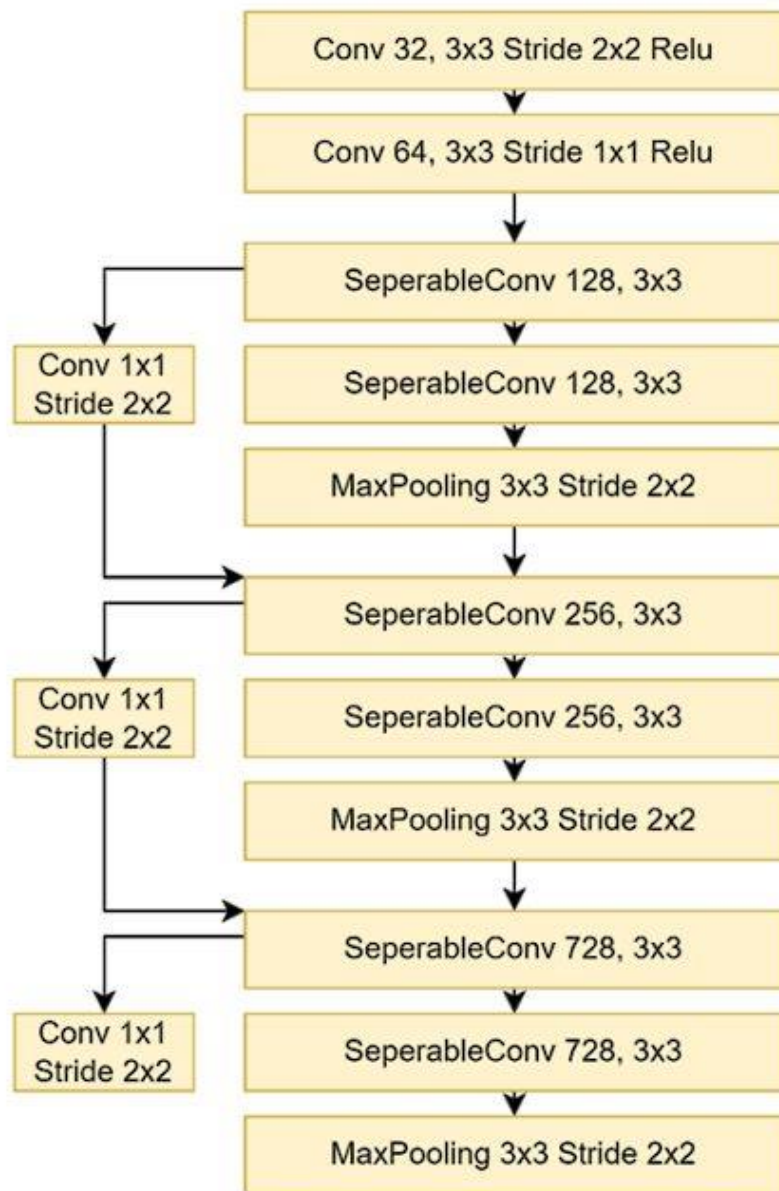 Conv 32, 3x3 Stride 2x2 Relu
Conv 64, 3x3 Stride 1x1 Relu
SeperableConv 128, 3x3
Conv 1x1
Stride 2x2
SeperableConv 128, 3x3
MaxPooling 3x3 Stride 2x2
SeperableConv 256, 3x3
Conv 1x1
Stride 2x2
SeperableConv 256, 3x3
MaxPooling 3x3 Stride 2x2
SeperableConv 728, 3x3
Conv 1x1
Stride 2x2
SeperableConv 728, 3x3
MaxPooling 3x3 Stride 2x2